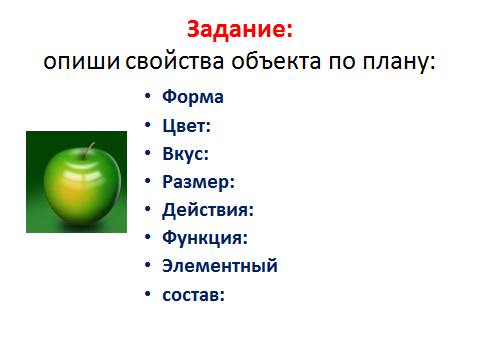 Задание:
опиши свойства объекта по плану:
• Форма
• Цвет:
• Вкус:
• Размер:
• Действия:
• Функция:
• Элементный
• состав: